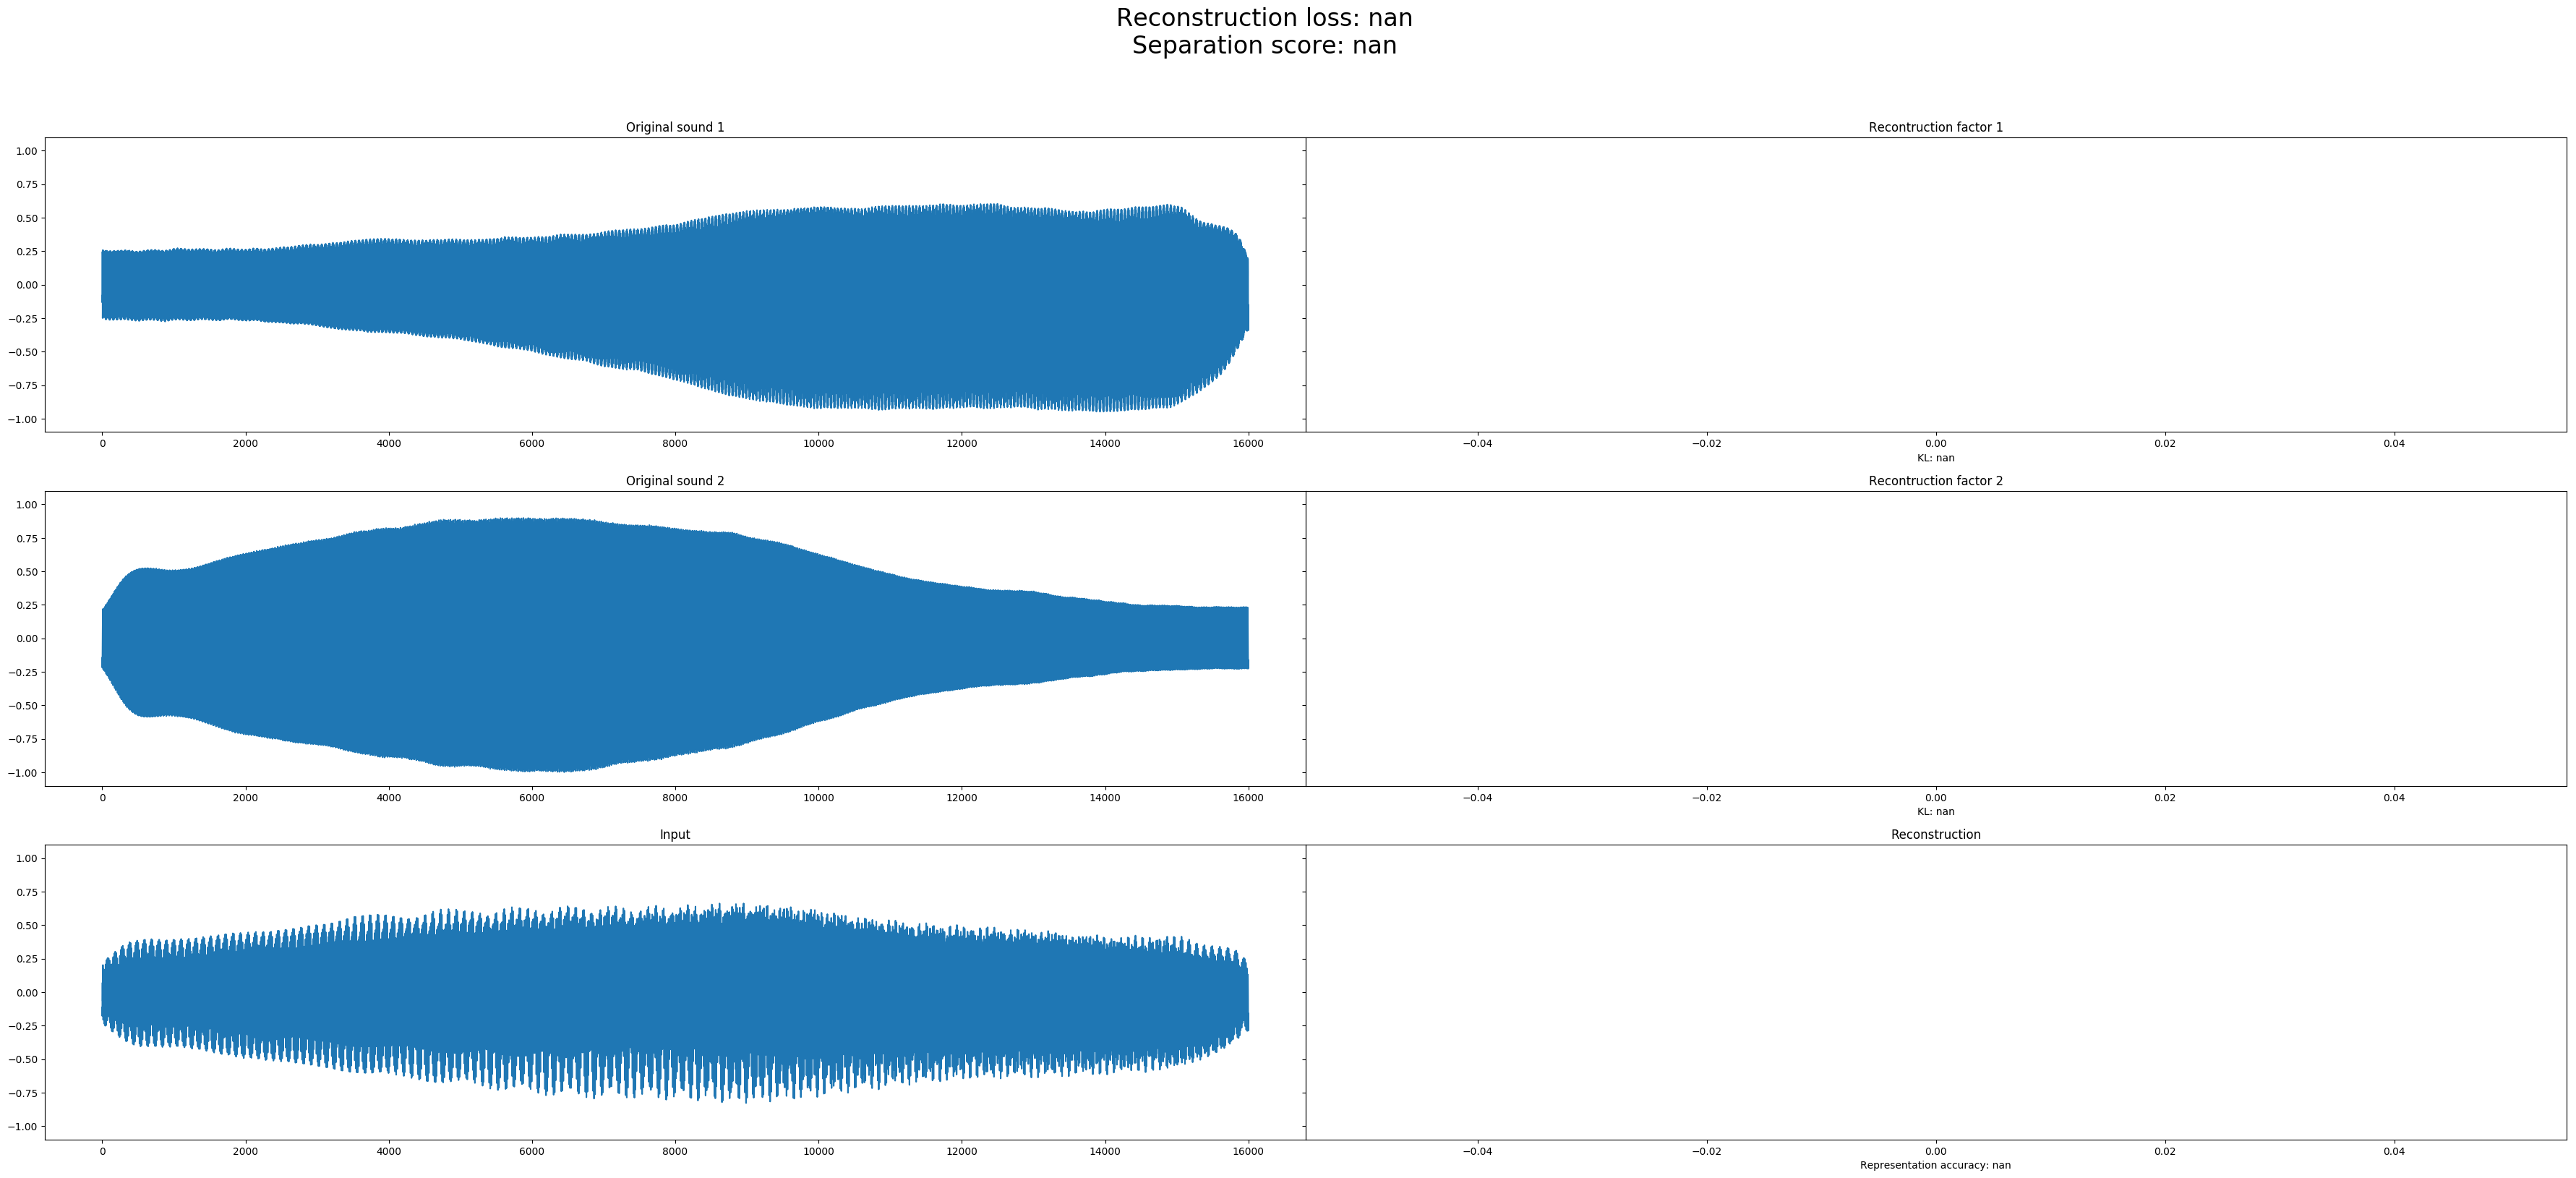 Reconstruction loss: nan
Separation score: nan
Original sound 1
Recontruction factor 1
1.00
0.75
0.50
0.25
0.00
−0.25
−0.50
−0.75
−1.00
0 2000 4000 6000 8000 10000 12000 14000 16000
−0.04 −0.02 0.00 0.02 0.04
KL: nan
Original sound 2
Recontruction factor 2
1.00
0.75
0.50
0.25
0.00
−0.25
−0.50
−0.75
−1.00
0 2000 4000 6000 8000 10000 12000 14000 16000
−0.04 −0.02 0.00 0.02 0.04
KL: nan
Input
Reconstruction
1.00
0.75
0.50
0.25
0.00
−0.25
−0.50
−0.75
−1.00
0 2000 4000 6000 8000 10000 12000 14000 16000
−0.04 −0.02 0.00 0.02 0.04
Representation accuracy: nan